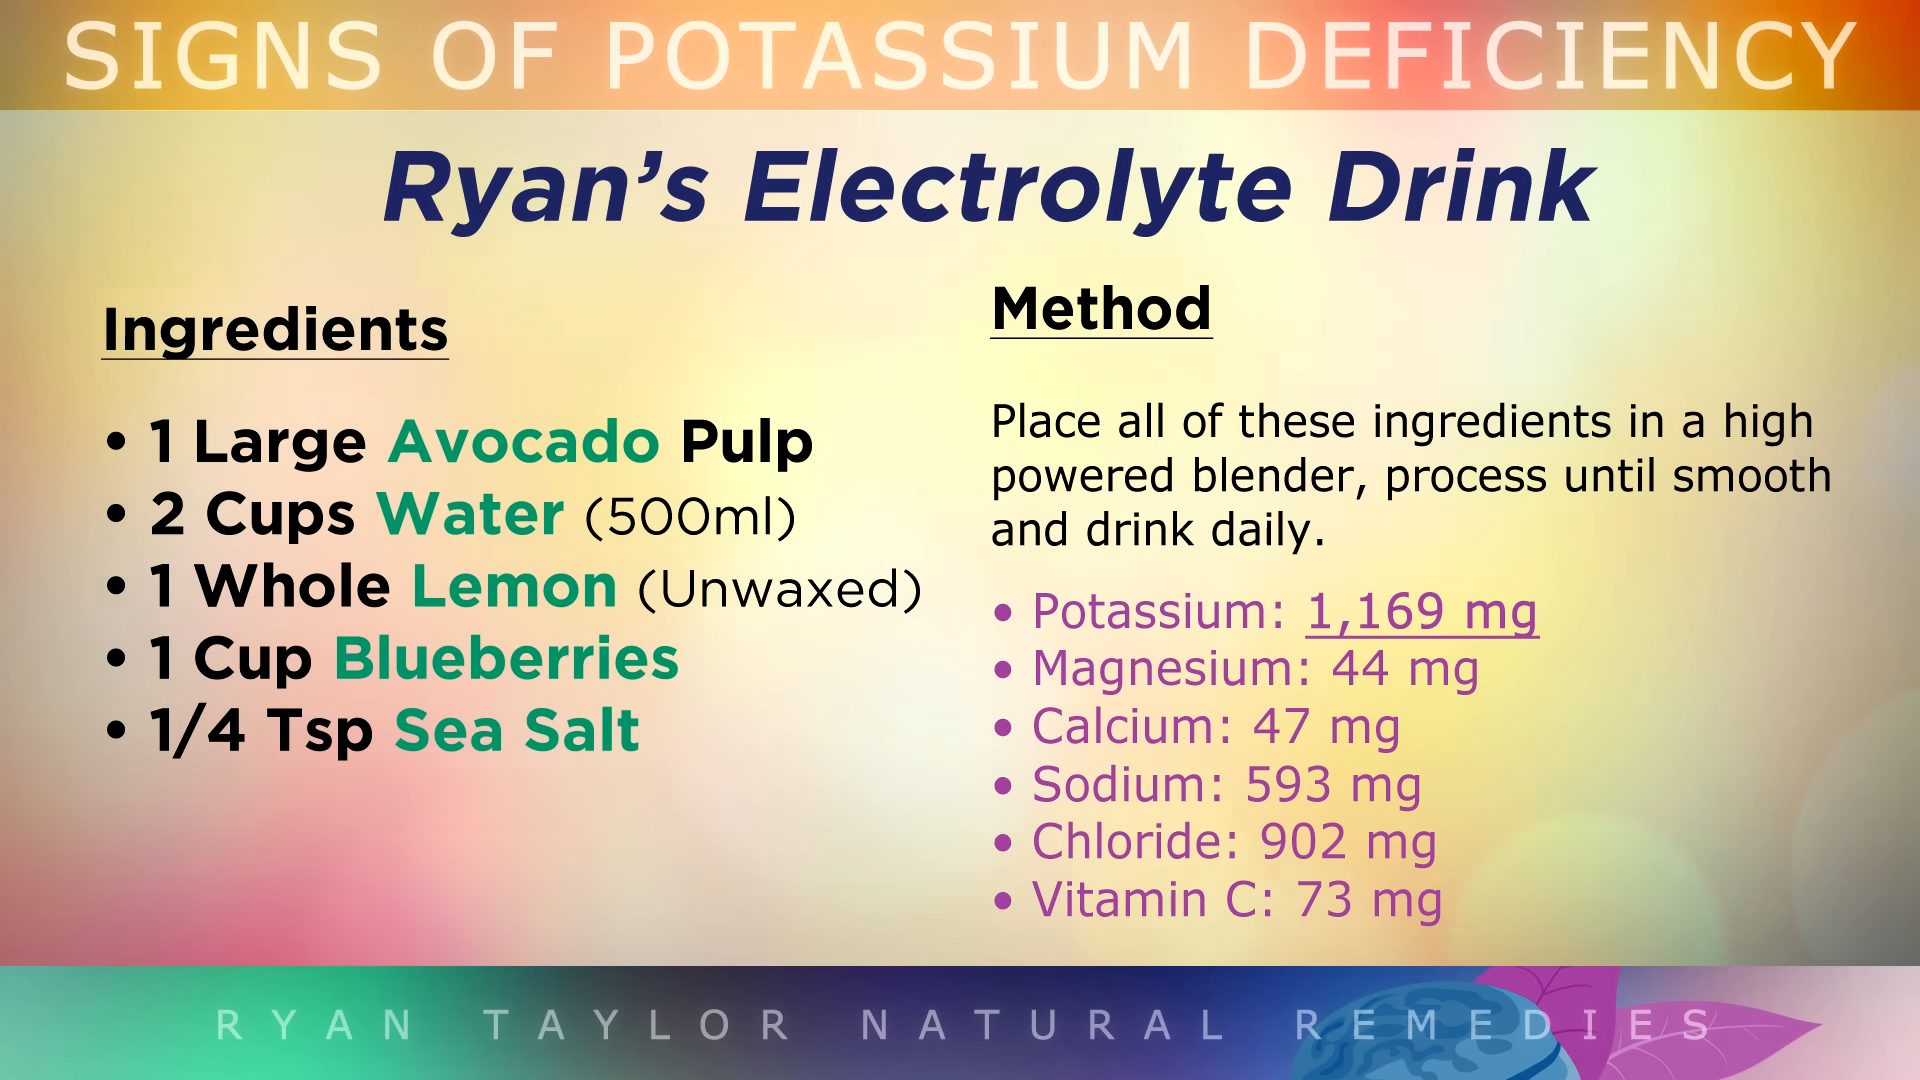 SIGNS OF POTASSIUM DEFICIENCY
Ryan's Electrolyte Drink
Ingredients
• 1 Large Avocado Pulp
• 2 Cups Water (500ml)
• 1 Whole Lemon (Unwaxed)
• 1 Cup Blueberries
• 1/4 Tsp Sea Salt
Method
Place all of these ingredients in a high
powered blender, process until smooth
and drink daily.
• Potassium: 1,169 mg
• Magnesium: 44 mg
• Calcium: 47 mg
• Sodium: 593 mg
• Chloride: 902 mg
• Vitamin C: 73 mg
RYAN TAYLOR NATURAL REMEDIES